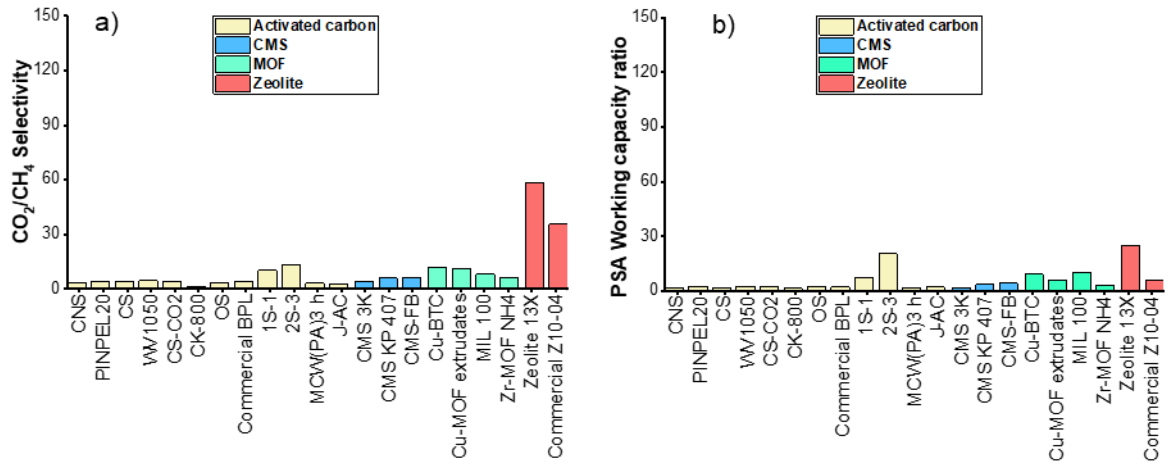 a)
Activated carbon
CMS
MOF
Zeolite
CO2/CH4 Selectivity
150
120
90
60
30
0
CNS
PINPEL20
CS
WV1050
CS-CO2
CK-800
OS
Commercial BPL
1S-1
2S-3
MCW(PA)3 h
J-AC
CMS 3K
CMS KP 407
CMS-FB
Cu-BTC
Cu-MOF extrudates
MIL 100
Zr-MOF NH4
Zeolite 13X
Commercial Z10-04
b)
Activated carbon
CMS
MOF
Zeolite
PSA Working capacity ratio
150
120
90
60
30
0
CNS
PINPEL20
CS
WV1050
CS-CO2
CK-800
OS
Commercial BPL
1S-1
2S-3
MCW(PA)3 h
J-AC
CMS 3K
CMS KP 407
CMS-FB
Cu-BTC
Cu-MOF extrudates
MIL 100
Zr-MOF NH4
Zeolite 13X
Commercial Z10-04